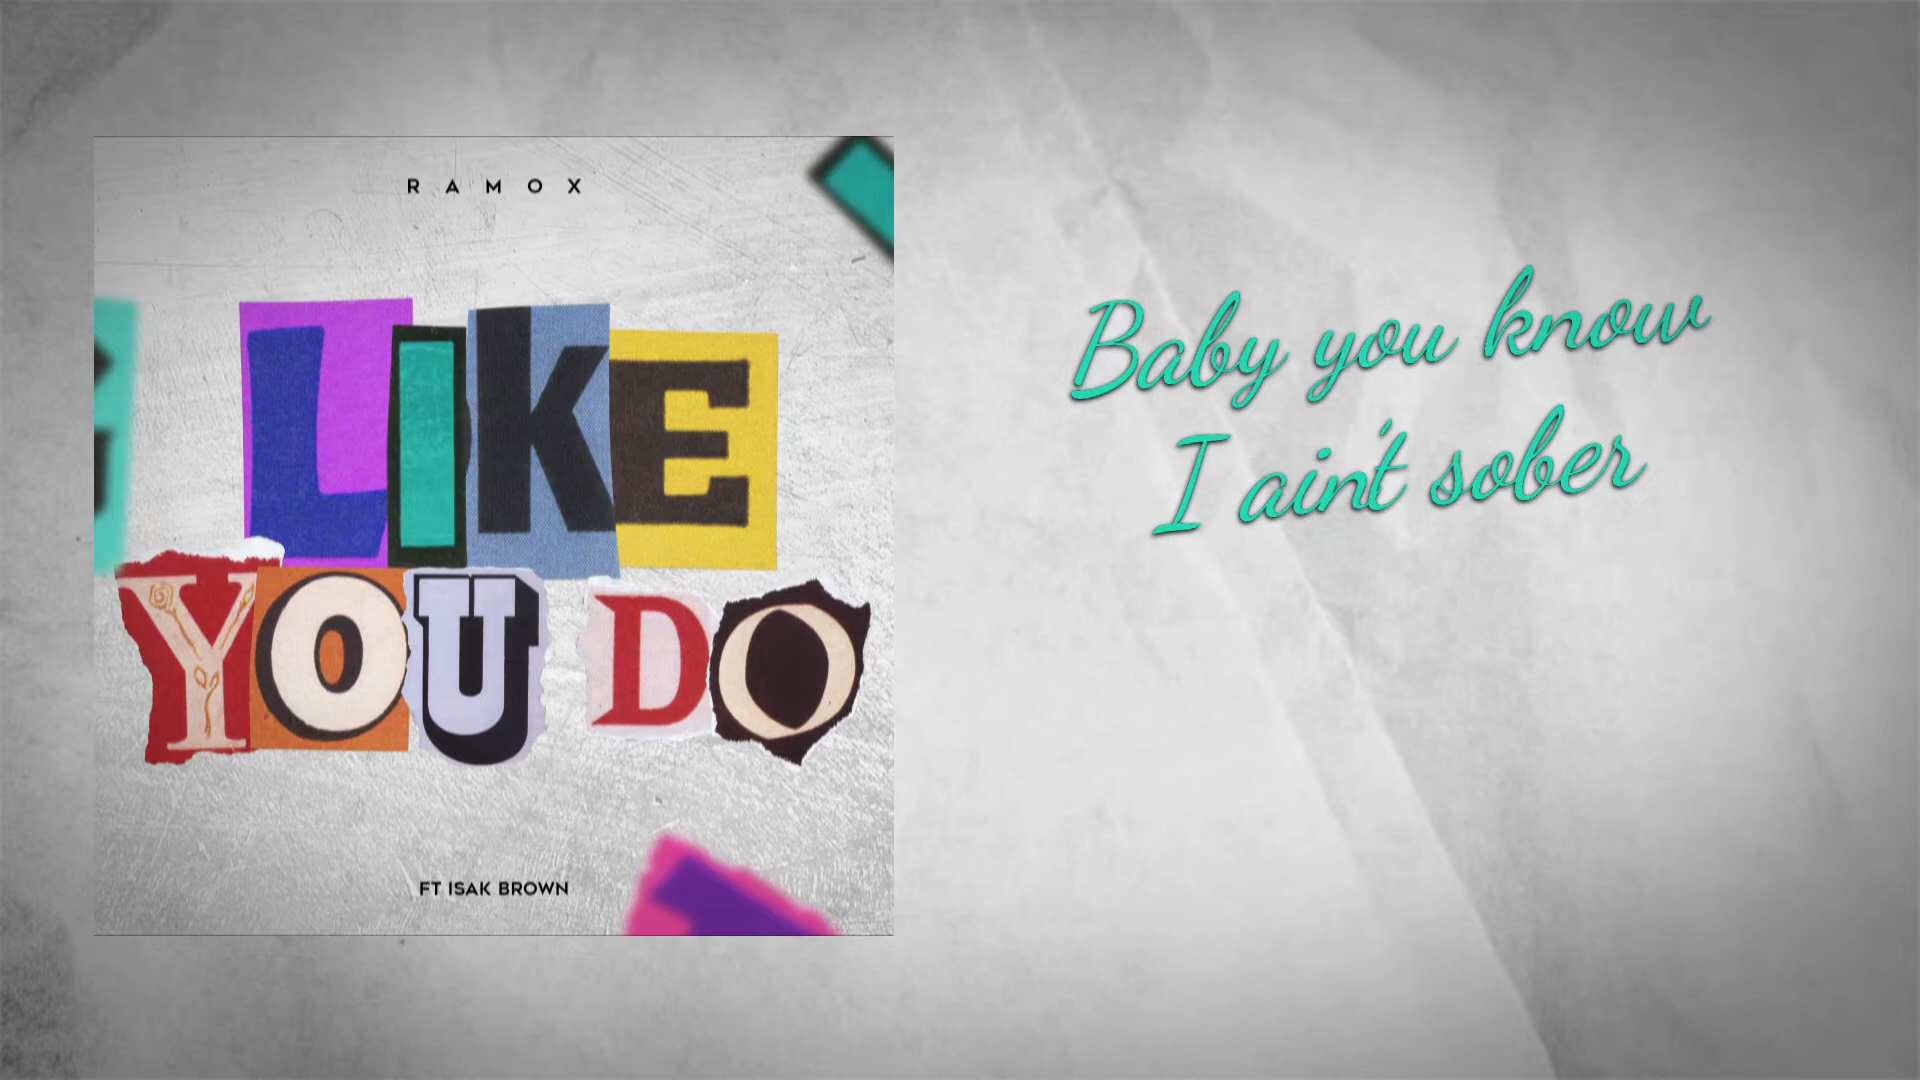 RAMOX
LIKE
YOU DO
FT ISAK BROWN
Baby you know
I ain't sober